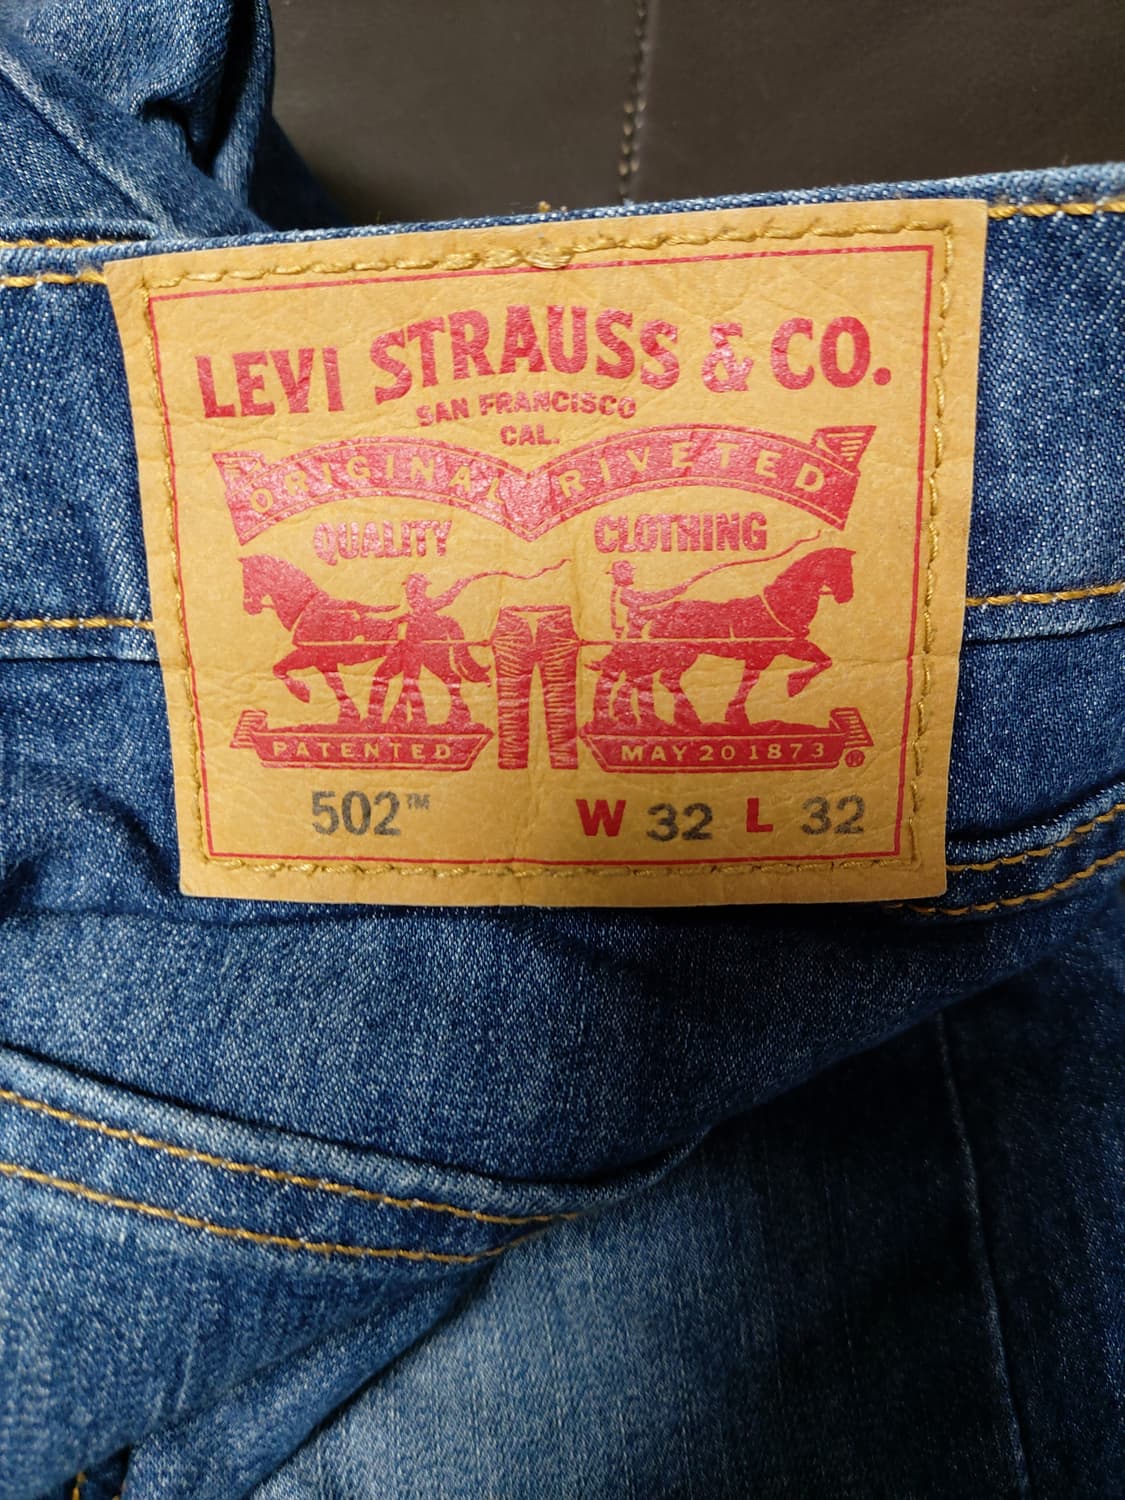 LEVI STRAUSS & CO.
SAN FRANCISCO
CAL.
ORIGINAL RIVETED
QUALITY CLOTHING
PATENTED MAY 20 1873 ®
502™ W 32 L 32